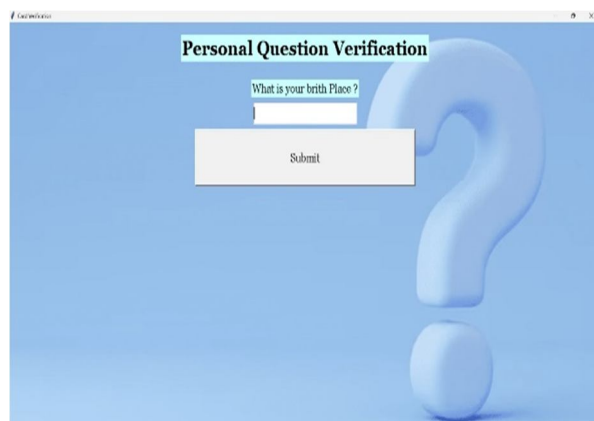 Personal Question Verification
What is your brith Place ?
Submit